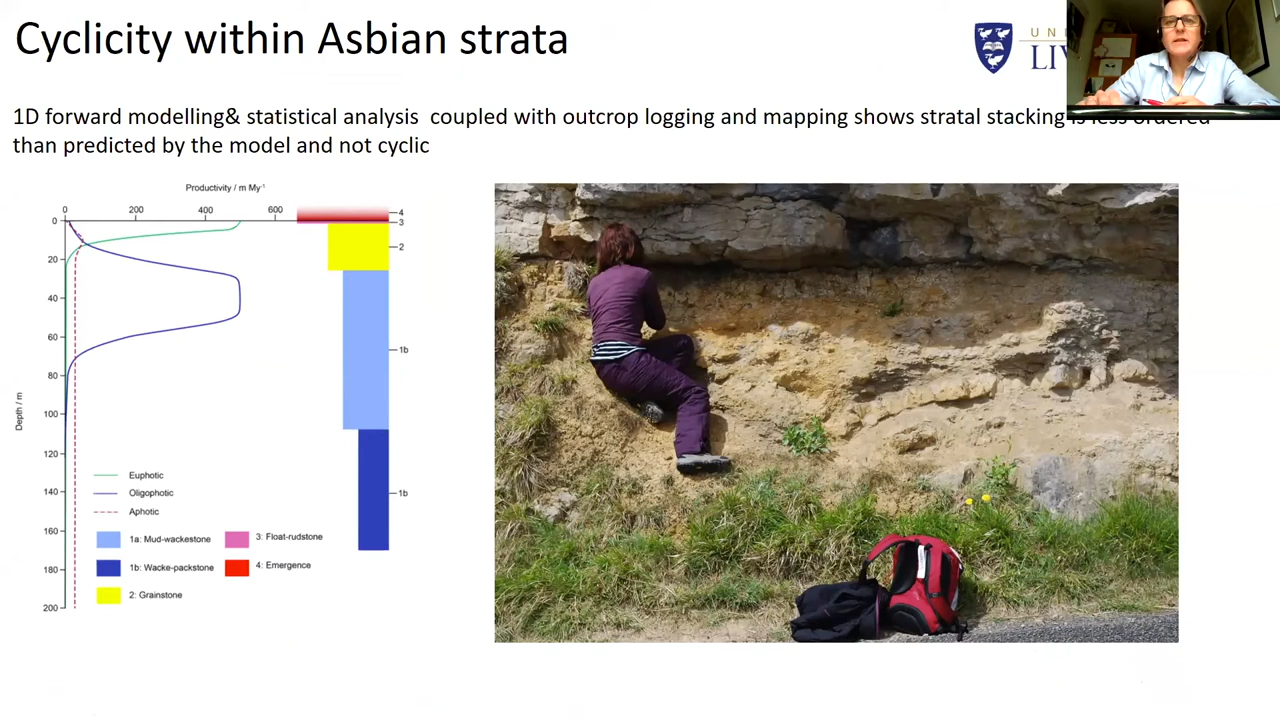 Cyclicity within Asbian strata
UNI
LIV
1D forward modelling& statistical analysis  coupled with outcrop logging and mapping shows stratal stacking is less ordered
than predicted by the model and not cyclic
Productivity / m My-1
0 200 400 600
0
20
40
60
80
100
120
140
160
180
200
Depth / m
4
3
2
1b
1b
Euphotic
Oligophotic
Aphotic
1a: Mud-wackestone
3: Float-rudstone
1b: Wacke-packstone
4: Emergence
2: Grainstone